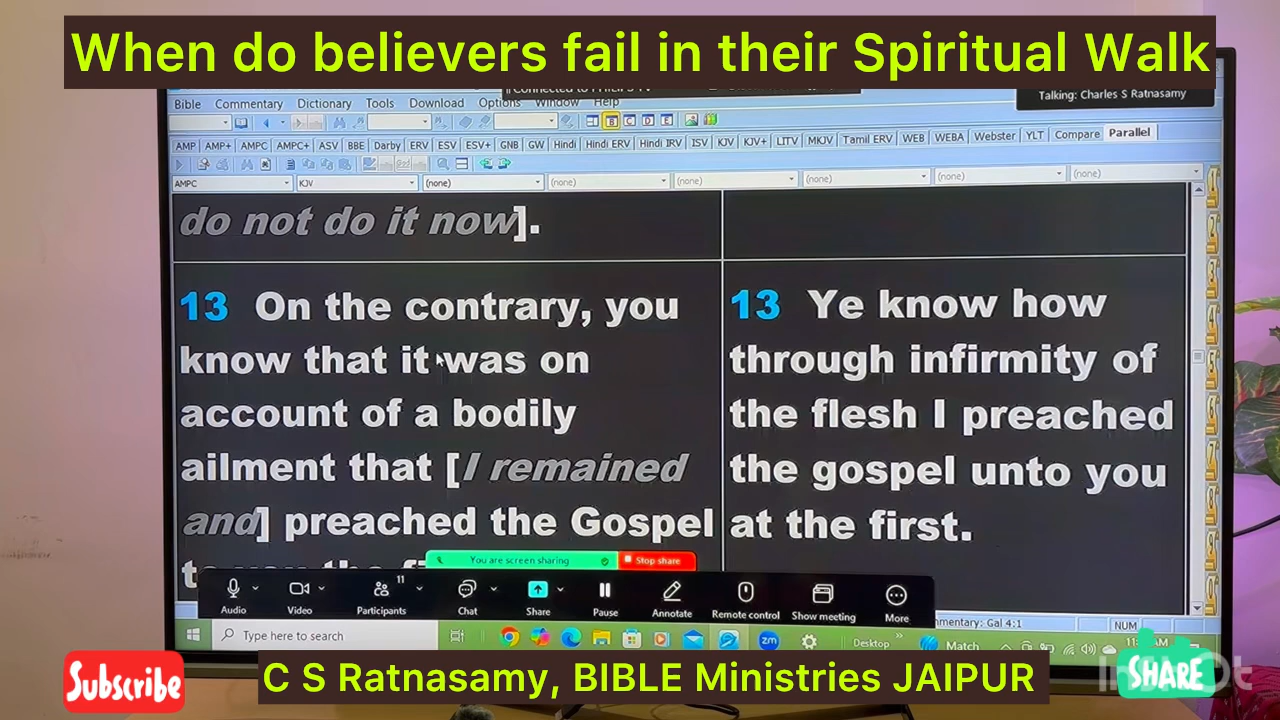 When do believers fail in their Spiritual Walk
Talking: Charles S Ratnasamy
Bible Commentary Dictionary Tools Download Options Window Help
AMP AMP+ AMPC AMPC+ ASV BBE Darby ERV ESV ESV+ GNB GW Hindi Hindi ERV Hindi IRV ISV KJV KJV+ LITV MKJV Tamil ERV WEB WEBA Webster YLT Compare Parallel
AMPC KJV (none) (none) (none) (none) (none) (none)
do not do it now].
13 On the contrary, you
know that it was on
account of a bodily
ailment that [I remained
and] preached the Gospel
13 Ye know how
through infirmity of
the flesh I preached
the gospel unto you
at the first.
You are screen sharing Stop share
11
Audio Video Participants Chat Share Pause Annotate Remote control Show meeting More
Gal 4:1 NUM
Type here to search
zm
Desktop
Match
Subscribe
C S Ratnasamy, BIBLE Ministries JAIPUR
SHARE